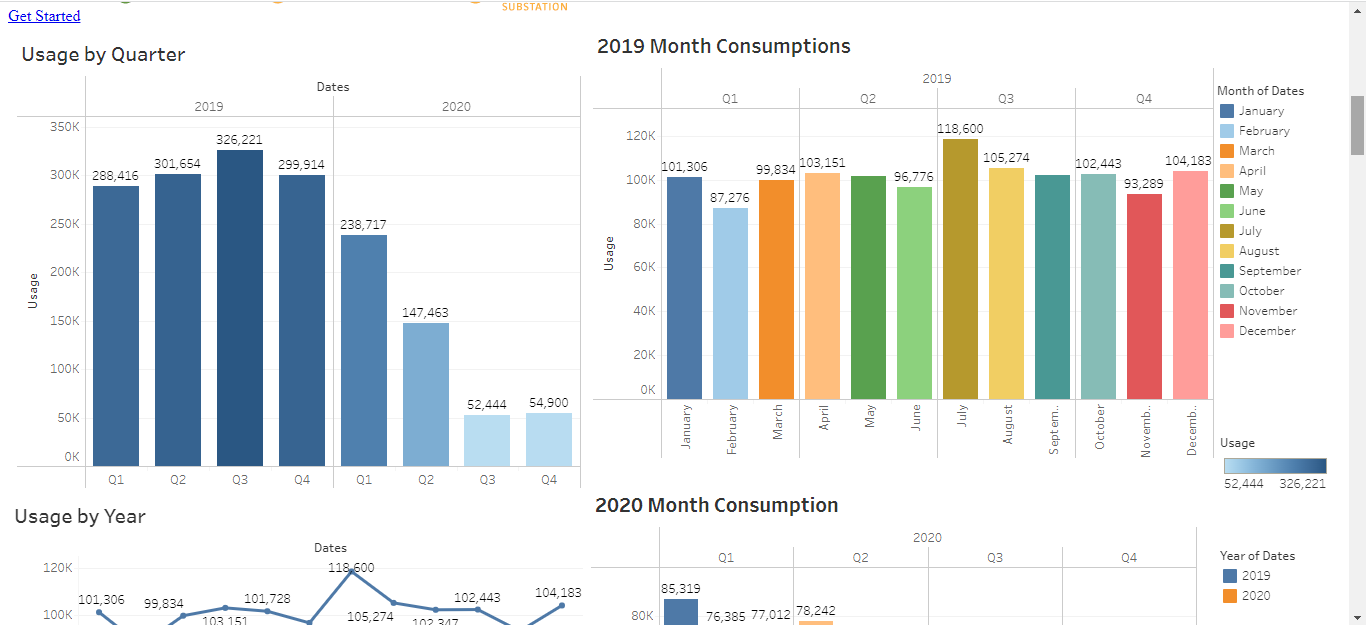 SUBSTATION
Get Started
Usage by Quarter
Dates
2019 2020
350K
300K
250K
200K
150K
100K
50K
0K
Usage
288,416 301,654 326,221 299,914 238,717 147,463 52,444 54,900
Q1 Q2 Q3 Q4 Q1 Q2 Q3 Q4
2019 Month Consumptions
2019
Q1 Q2 Q3 Q4
120K
100K
80K
60K
40K
20K
0K
Usage
101,306 87,276 99,834 103,151 96,776 118,600 105,274 102,443 93,289 104,183
January February March April May June July August Septem.. October Novemb.. Decemb..
Month of Dates
January
February
March
April
May
June
July
August
September
October
November
December
Usage
52,444 326,221
Usage by Year
Dates
120K
100K
101,306 99,834 103,151 101,728 118,600 105,274 102,347 102,443 104,183
2020 Month Consumption
2020
Q1 Q2 Q3 Q4
80K
85,319 76,385 77,012 78,242
Year of Dates
2019
2020